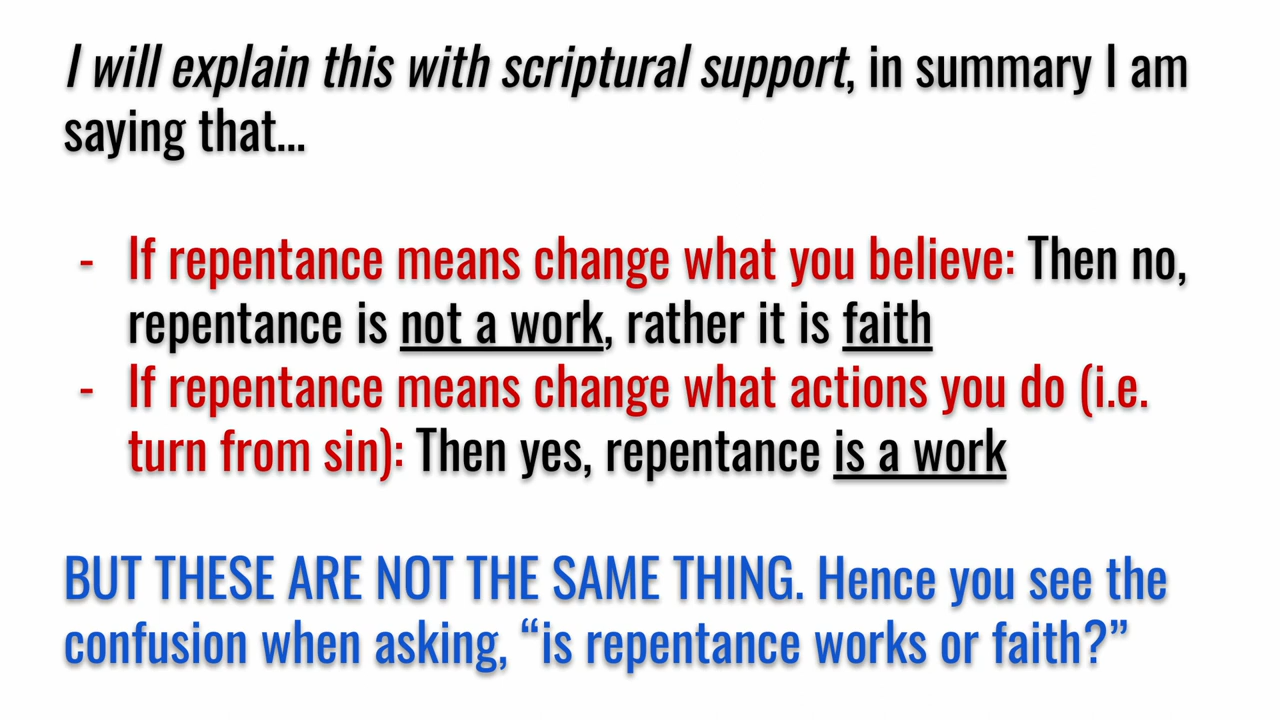 I will explain this with scriptural support, in summary I am
saying that...
- If repentance means change what you believe: Then no,
repentance is not a work, rather it is faith
- If repentance means change what actions you do (i.e.
turn from sin): Then yes, repentance is a work
BUT THESE ARE NOT THE SAME THING. Hence you see the
confusion when asking, “is repentance works or faith?”